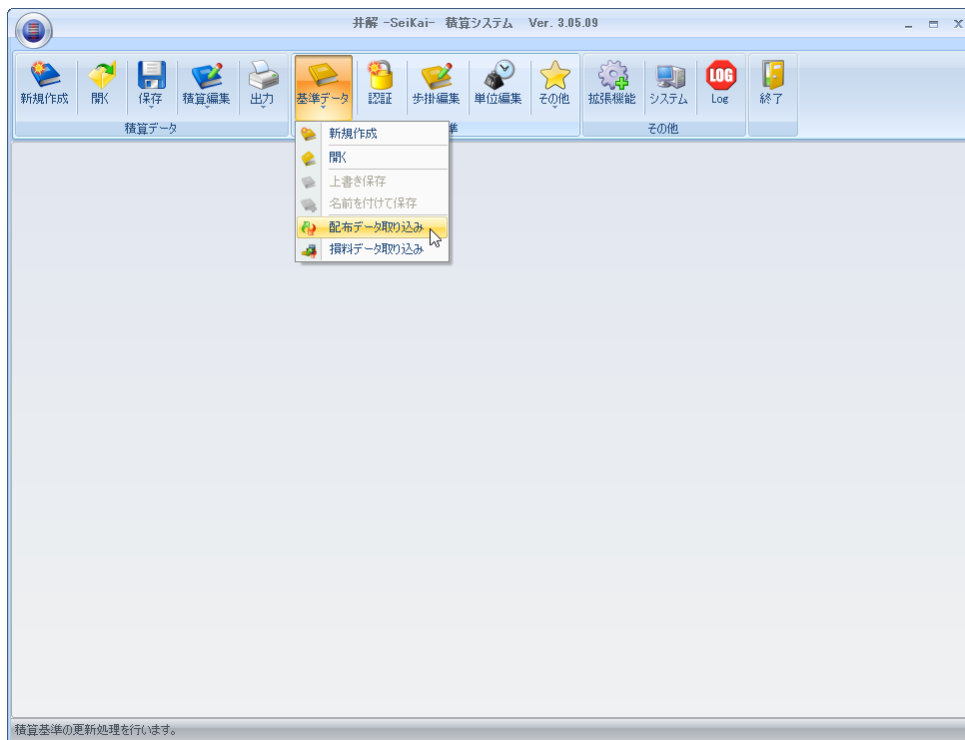 井解 -SeiKai- 積算システム Ver. 3.05.09
新規作成 開く 保存 積算編集 出力 基準データ 認証 歩掛編集 単位編集 その他 拡張機能 システム LOG Log 終了
積算データ 準 その他
新規作成
開く
上書き保存
名前を付けて保存
配布データ取り込み
損料データ取り込み
積算基準の更新処理を行います。